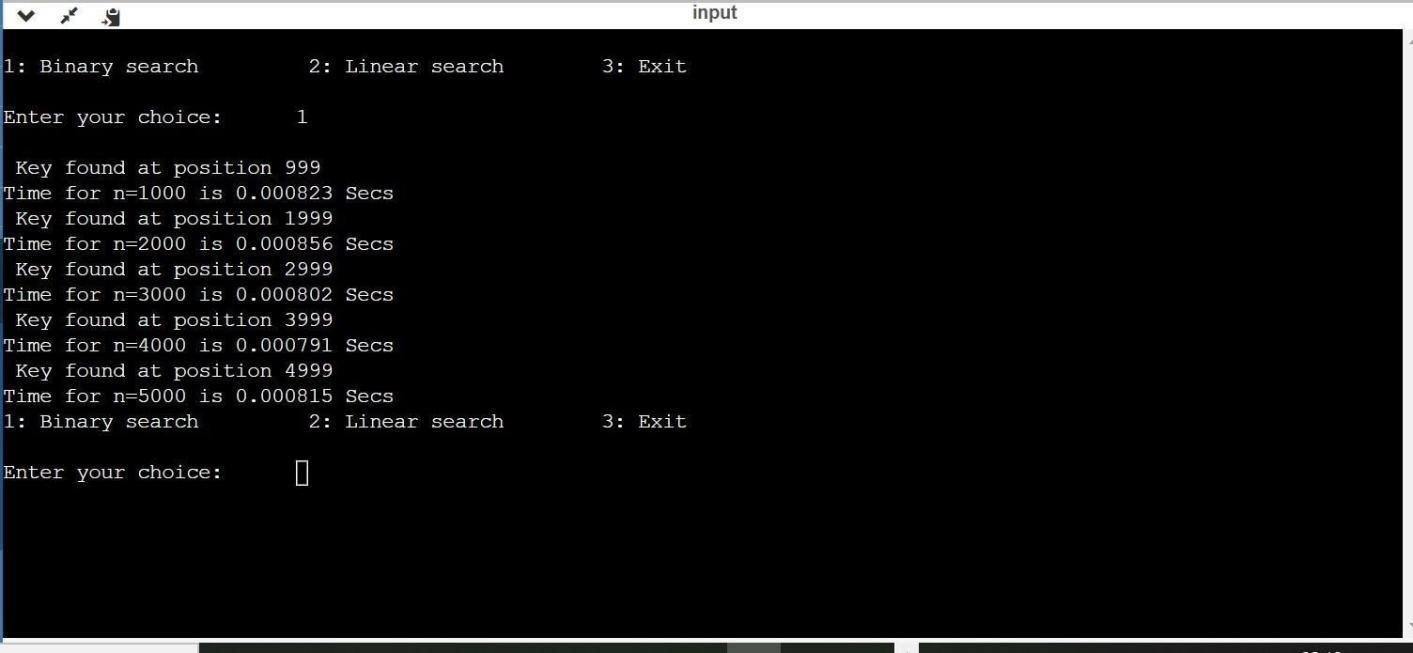 input
1: Binary search 2: Linear search 3: Exit
Enter your choice: 1
Key found at position 999
Time for n=1000 is 0.000823 Secs
Key found at position 1999
Time for n=2000 is 0.000856 Secs
Key found at position 2999
Time for n=3000 is 0.000802 Secs
Key found at position 3999
Time for n=4000 is 0.000791 Secs
Key found at position 4999
Time for n=5000 is 0.000815 Secs
1: Binary search 2: Linear search 3: Exit
Enter your choice: